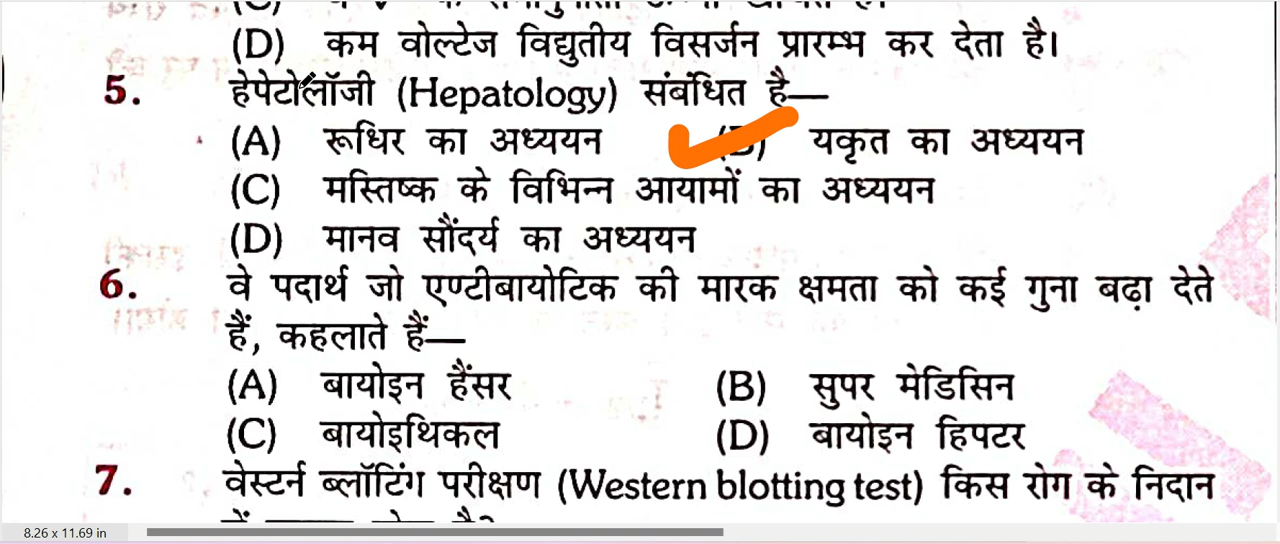 (D) कम वोल्टेज विद्युतीय विसर्जन प्रारम्भ कर देता है।
5. हेपेटोलॉजी (Hepatology) संबंधित है—
(A) रूधिर का अध्ययन (B) यकृत का अध्ययन
(C) मस्तिष्क के विभिन्न आयामों का अध्ययन
(D) मानव सौंदर्य का अध्ययन
6. वे पदार्थ जो एण्टीबायोटिक की मारक क्षमता को कई गुना बढ़ा देते
हैं, कहलाते हैं—
(A) बायोइन हैंसर (B) सुपर मेडिसिन
(C) बायोइथिकल (D) बायोइन हिपटर
7. वेस्टर्न ब्लॉटिंग परीक्षण (Western blotting test) किस रोग के निदान
8.26 x 11.69 in